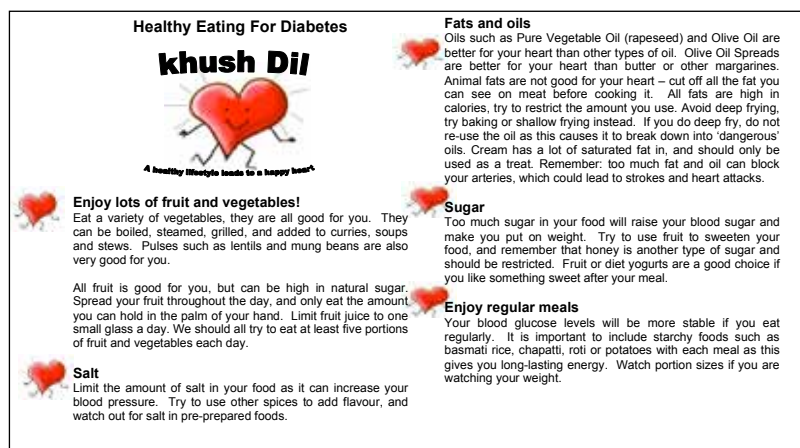 Healthy Eating For Diabetes
khush Dil
A healthy lifestyle leads to a happy heart
Enjoy lots of fruit and vegetables!
Eat a variety of vegetables, they are all good for you. They
can be boiled, steamed, grilled, and added to curries, soups
and stews. Pulses such as lentils and mung beans are also
very good for you.
All fruit is good for you, but can be high in natural sugar.
Spread your fruit throughout the day, and only eat the amount
you can hold in the palm of your hand. Limit fruit juice to one
small glass a day. We should all try to eat at least five portions
of fruit and vegetables each day.
Salt
Limit the amount of salt in your food as it can increase your
blood pressure. Try to use other spices to add flavour, and
watch out for salt in pre-prepared foods.
Fats and oils
Oils such as Pure Vegetable Oil (rapeseed) and Olive Oil are
better for your heart than other types of oil. Olive Oil Spreads
are better for your heart than butter or other margarines.
Animal fats are not good for your heart – cut off all the fat you
can see on meat before cooking it. All fats are high in
calories, try to restrict the amount you use. Avoid deep frying,
try baking or shallow frying instead. If you do deep fry, do not
re-use the oil as this causes it to break down into ‘dangerous’
oils. Cream has a lot of saturated fat in, and should only be
used as a treat. Remember: too much fat and oil can block
your arteries, which could lead to strokes and heart attacks.
Sugar
Too much sugar in your food will raise your blood sugar and
make you put on weight. Try to use fruit to sweeten your
food, and remember that honey is another type of sugar and
should be restricted. Fruit or diet yogurts are a good choice if
you like something sweet after your meal.
Enjoy regular meals
Your blood glucose levels will be more stable if you eat
regularly. It is important to include starchy foods such as
basmati rice, chapatti, roti or potatoes with each meal as this
gives you long-lasting energy. Watch portion sizes if you are
watching your weight.